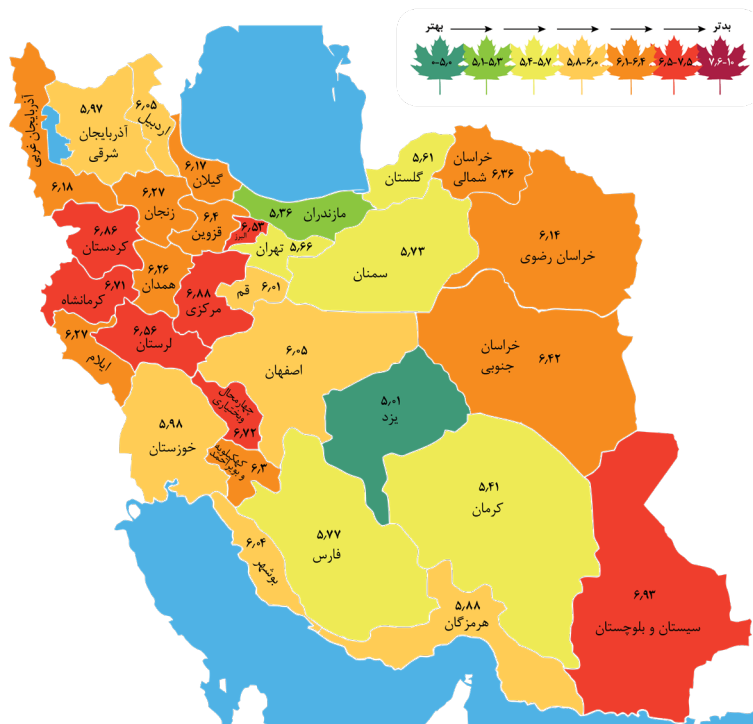 بهتر
بدتر
۰-۵٫۰
۵٫۱-۵٫۳
۵٫۴-۵٫۷
۵٫۸-۶٫۰
۶٫۱-۶٫۴
۶٫۵-۷٫۵
۷٫۶-۱۰
آذربایجان غربی
۶٫۱۸
۵٫۹۷
آذربایجان
شرقی
۶٫۰۵
اردبیل
۶٫۱۷
گیلان
۶٫۲۷
زنجان
۶٫۴
قزوین
۶٫۵۳
البرز
۵٫۳۶ مازندران
۵٫۶۶ تهران
۵٫۶۱
گلستان
خراسان
شمالی
۶٫۳۶
۶٫۱۴
خراسان رضوی
۵٫۷۳
سمنان
۶٫۸۶
کردستان
۶٫۲۶
همدان
۶٫۷۱
کرمانشاه
۶٫۸۸
مرکزی
۶٫۰۱
قم
۶٫۵۶
لرستان
۶٫۲۷
ایلام
۶٫۰۵
اصفهان
خراسان
جنوبی
۶٫۴۲
۵٫۰۱
یزد
چهارمحال
وبختیاری
۶٫۷۲
۵٫۹۸
خوزستان
کهکیلویه
و بویراحمد
۶٫۳
۵٫۴۱
کرمان
۵٫۷۷
فارس
۶٫۰۴
بوشهر
۵٫۸۸
هرمزگان
۶٫۹۳
سیستان و بلوچستان